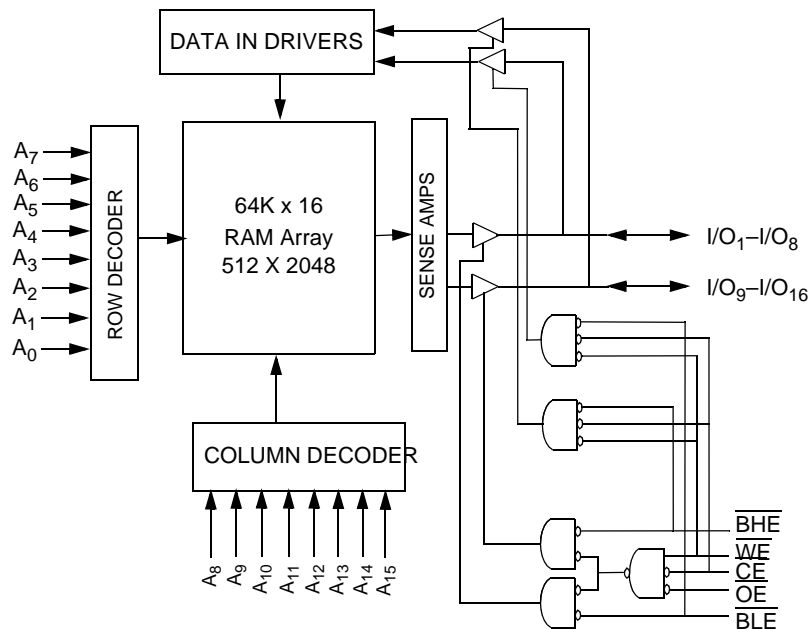 DATA IN DRIVERS
A7
A6
A5
A4
A3
A2
A1
A0
ROW DECODER
64K x 16
RAM Array
512 X 2048
SENSE AMPS
I/O1–I/O8
I/O9–I/O16
COLUMN DECODER
A8
A9
A10
A11
A12
A13
A14
A15
BHE
WE
CE
OE
BLE